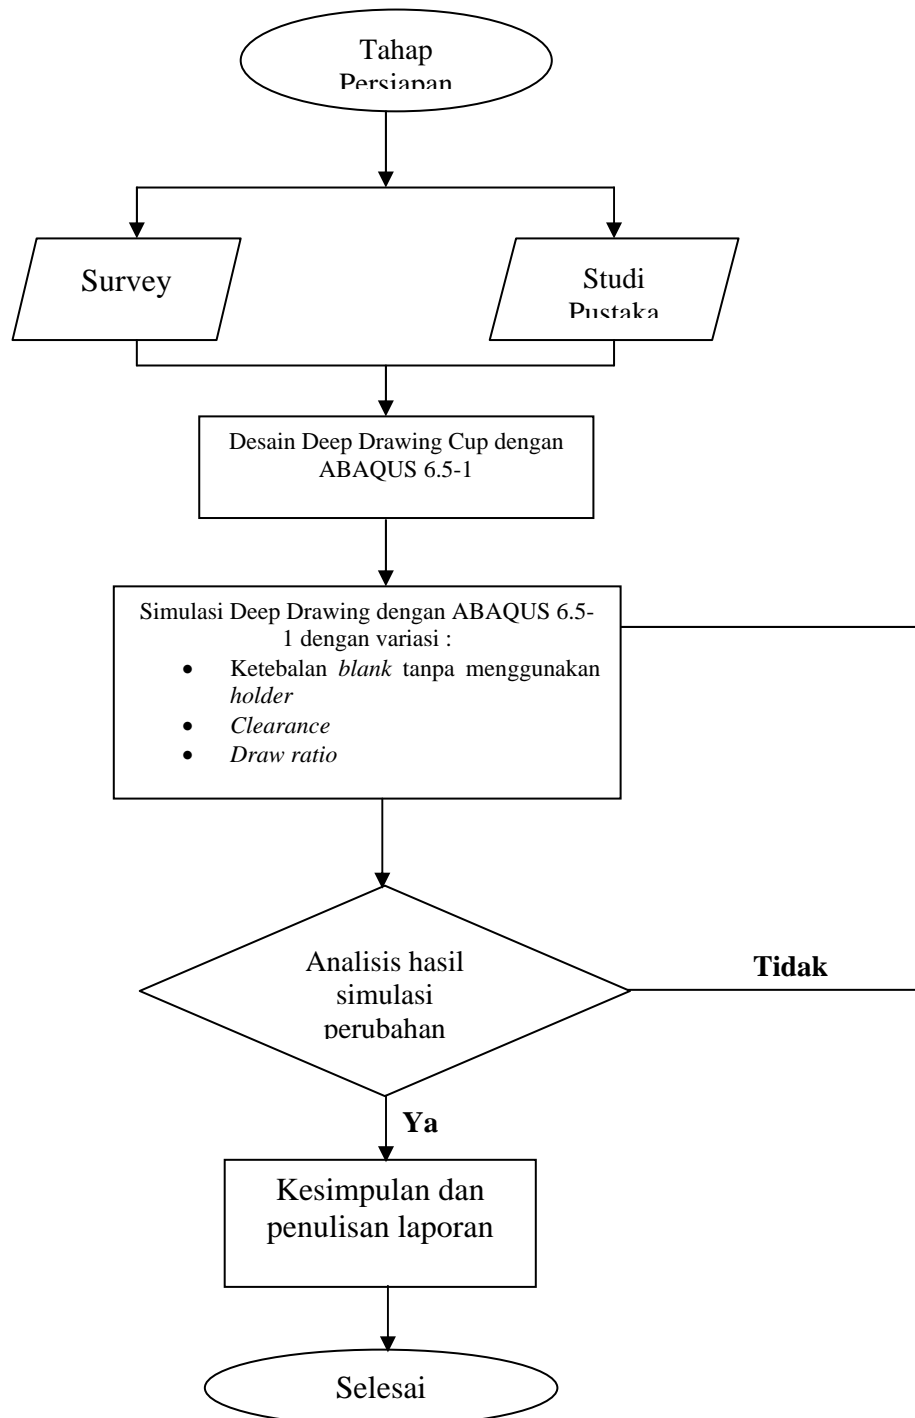 Tahap
Persiapan
Survey
Studi
Pustaka
Desain Deep Drawing Cup dengan
ABAQUS 6.5-1
Simulasi Deep Drawing dengan ABAQUS 6.5-
1 dengan variasi :
• Ketebalan blank tanpa menggunakan
holder
• Clearance
• Draw ratio
Analisis hasil
simulasi
perubahan
Tidak
Ya
Kesimpulan dan
penulisan laporan
Selesai